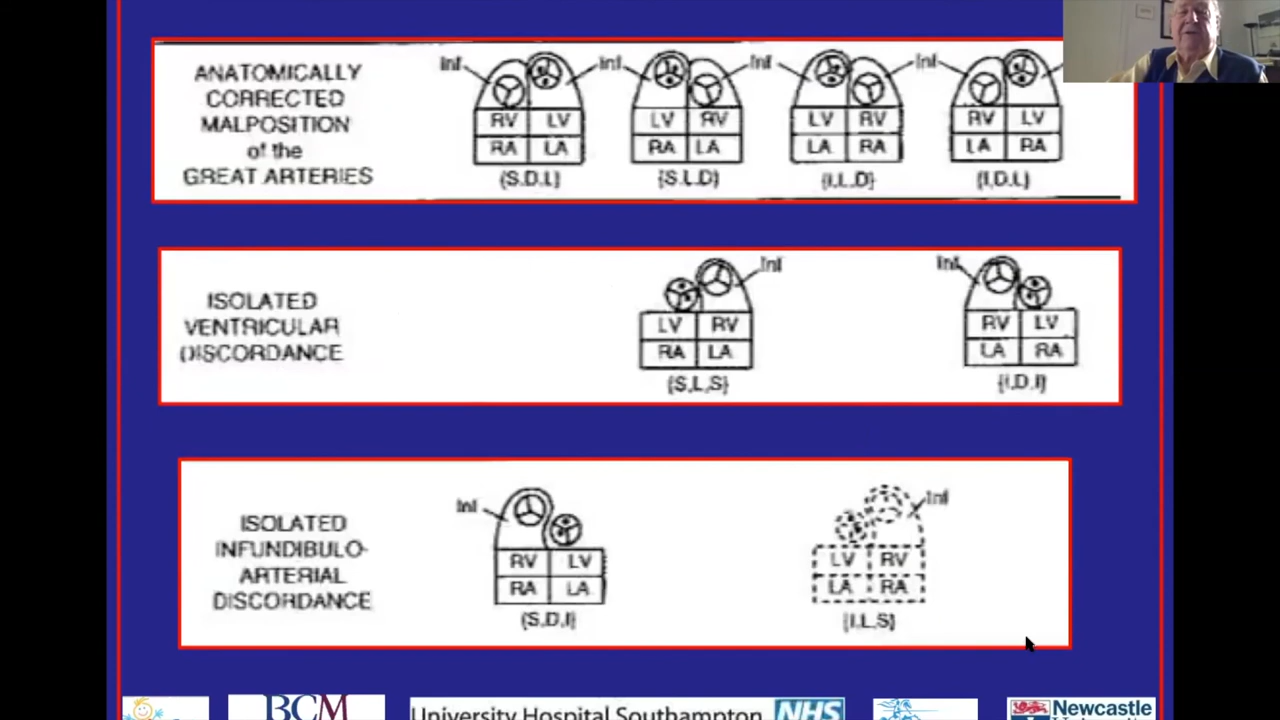 ANATOMICALLY
CORRECTED
MALPOSITION
of the
GREAT ARTERIES
Inf Inf Inf Inf
RV LV LV RV LV RV RV LV
RA LA RA LA LA RA LA RA
{S,D,L} {S,L,D} {I,L,D} {I,D,L}
ISOLATED
VENTRICULAR
DISCORDANCE
Inf Inf
LV RV RV LV
RA LA LA RA
{S,L,S} {I,D,I}
ISOLATED
INFUNDIBULO-
ARTERIAL
DISCORDANCE
Inf Inf
RV LV LV RV
RA LA LA RA
{S,D,I} {I,L,S}
BCM
University Hospital Southampton
NHS
Newcastle